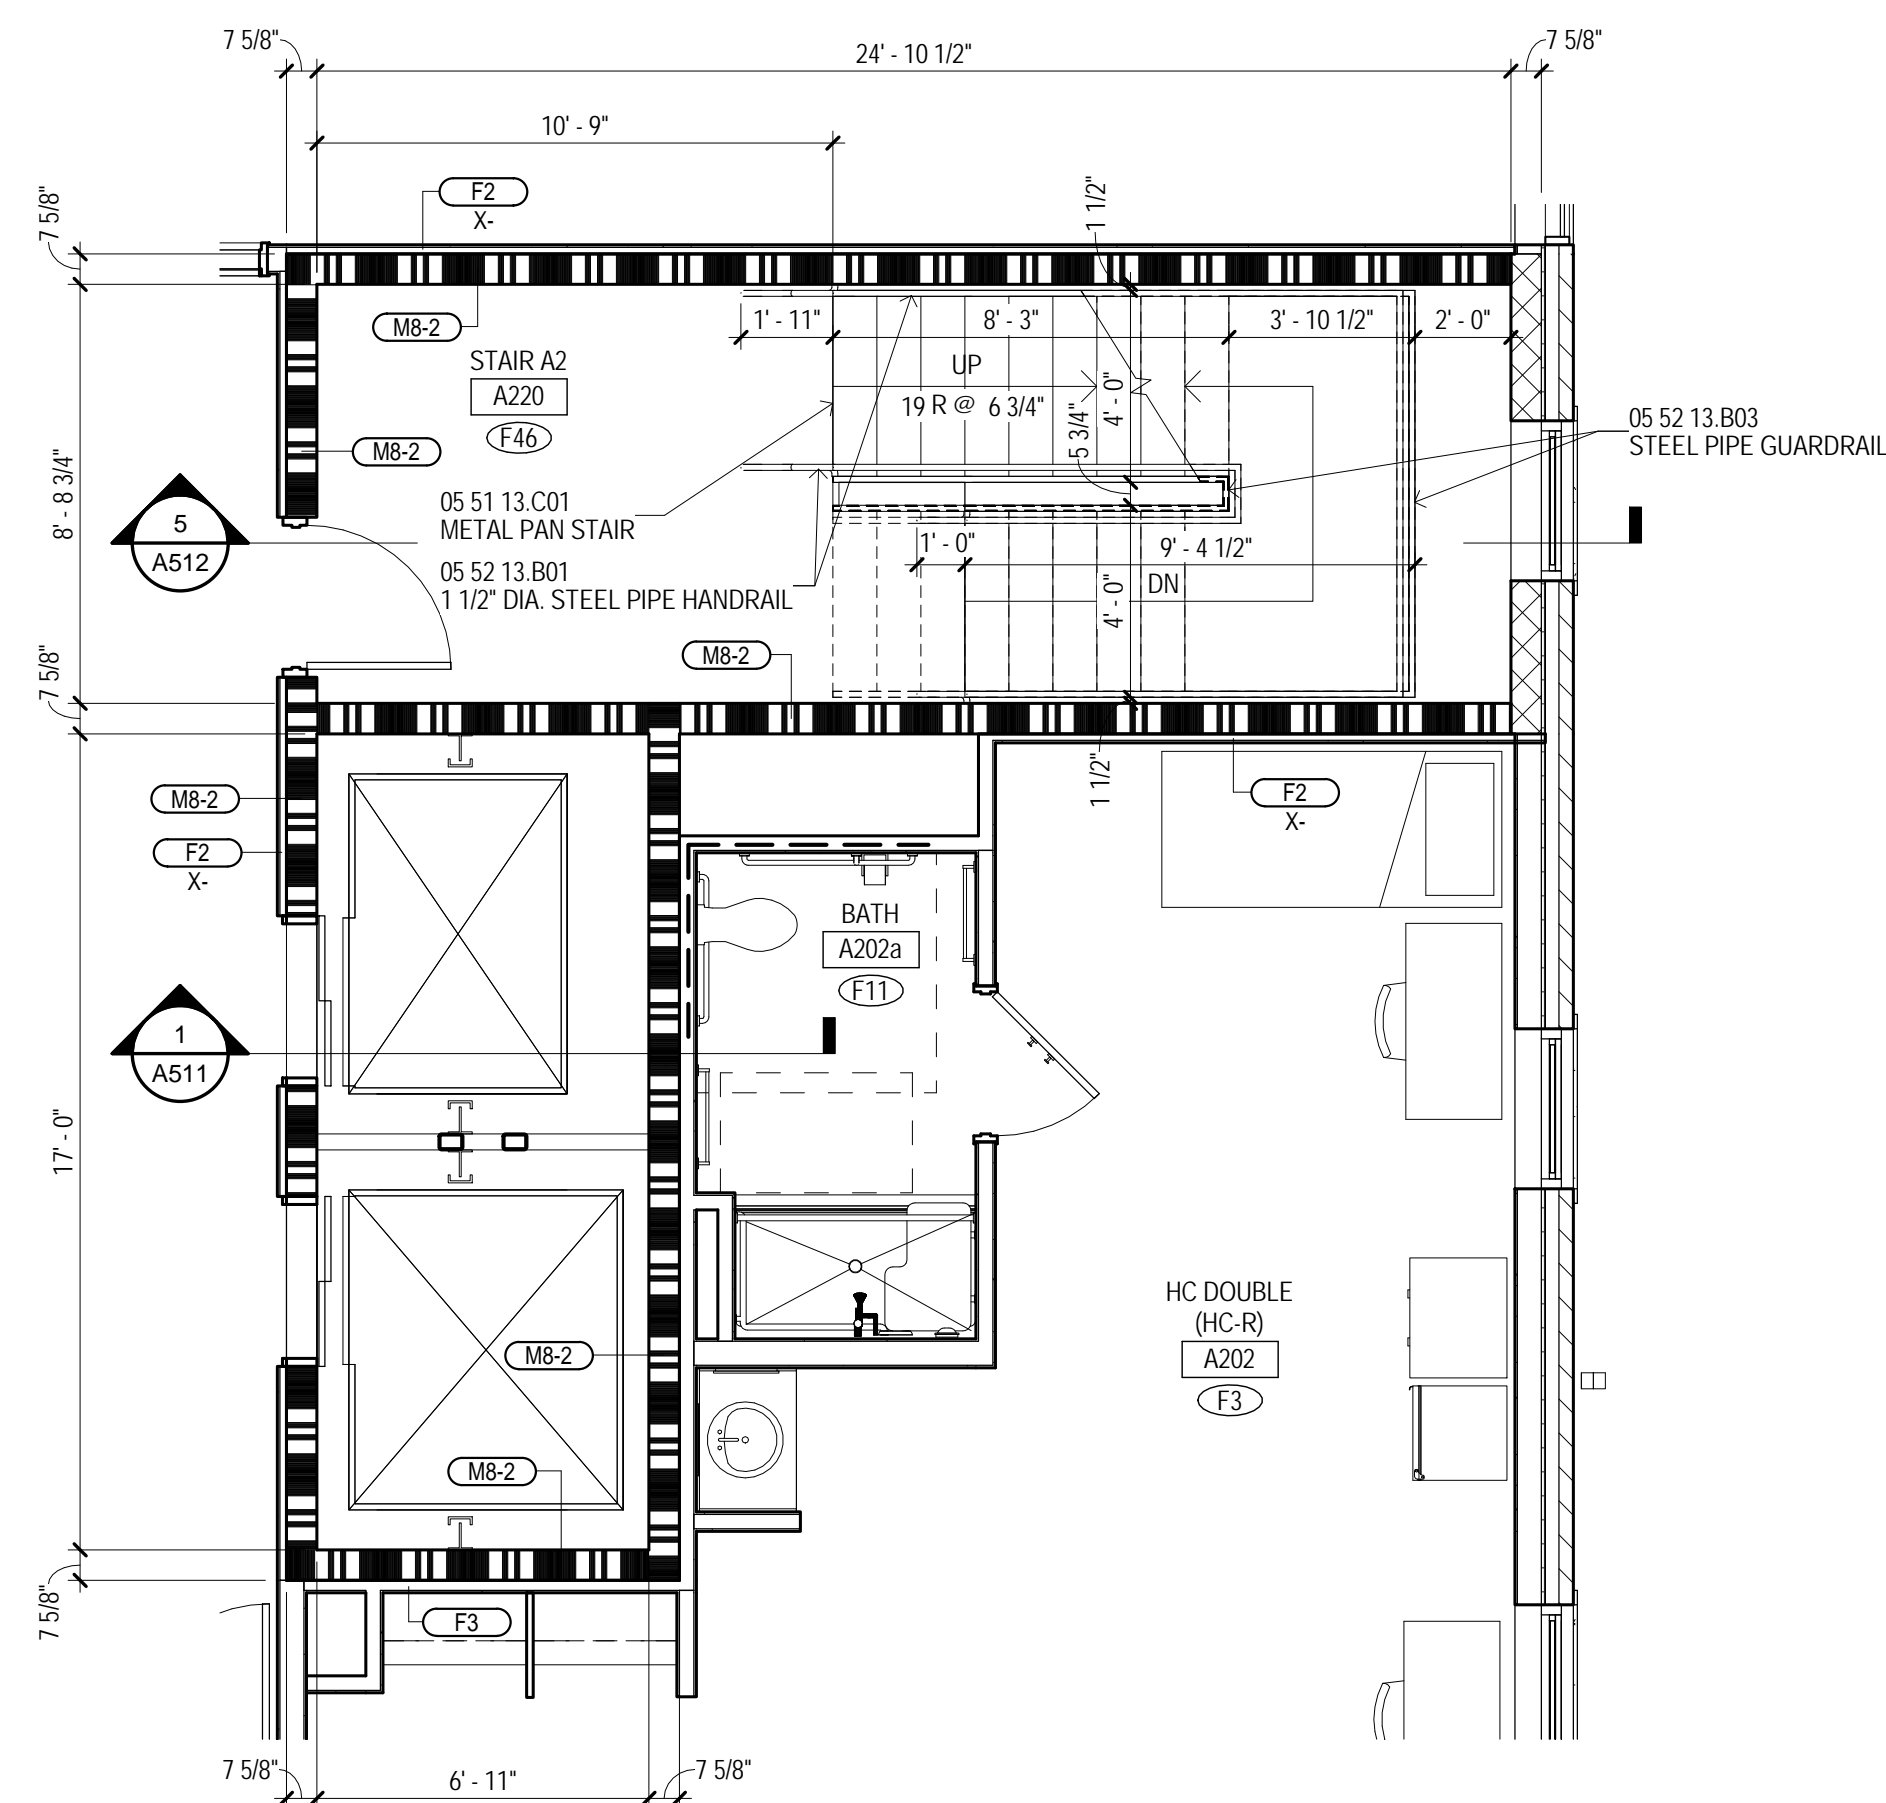 7 5/8"
24' - 10 1/2"
7 5/8"
10' - 9"
F2
X-
7 5/8"
1 1/2"
M8-2
1' - 11"
8' - 3"
3' - 10 1/2"
2' - 0"
STAIR A2
A220
F46
UP
19 R @ 6 3/4"
4' - 0"
5 3/4"
05 52 13.B03
STEEL PIPE GUARDRAIL
M8-2
8' - 8 3/4"
5
A512
05 51 13.C01
METAL PAN STAIR
05 52 13.B01
1 1/2" DIA. STEEL PIPE HANDRAIL
1' - 0"
9' - 4 1/2"
DN
4' - 0"
M8-2
7 5/8"
1 1/2"
M8-2
F2
X-
F2
X-
BATH
A202a
F11
1
A511
17' - 0"
HC DOUBLE
(HC-R)
A202
F3
M8-2
M8-2
7 5/8"
F3
7 5/8"
6' - 11"
7 5/8"